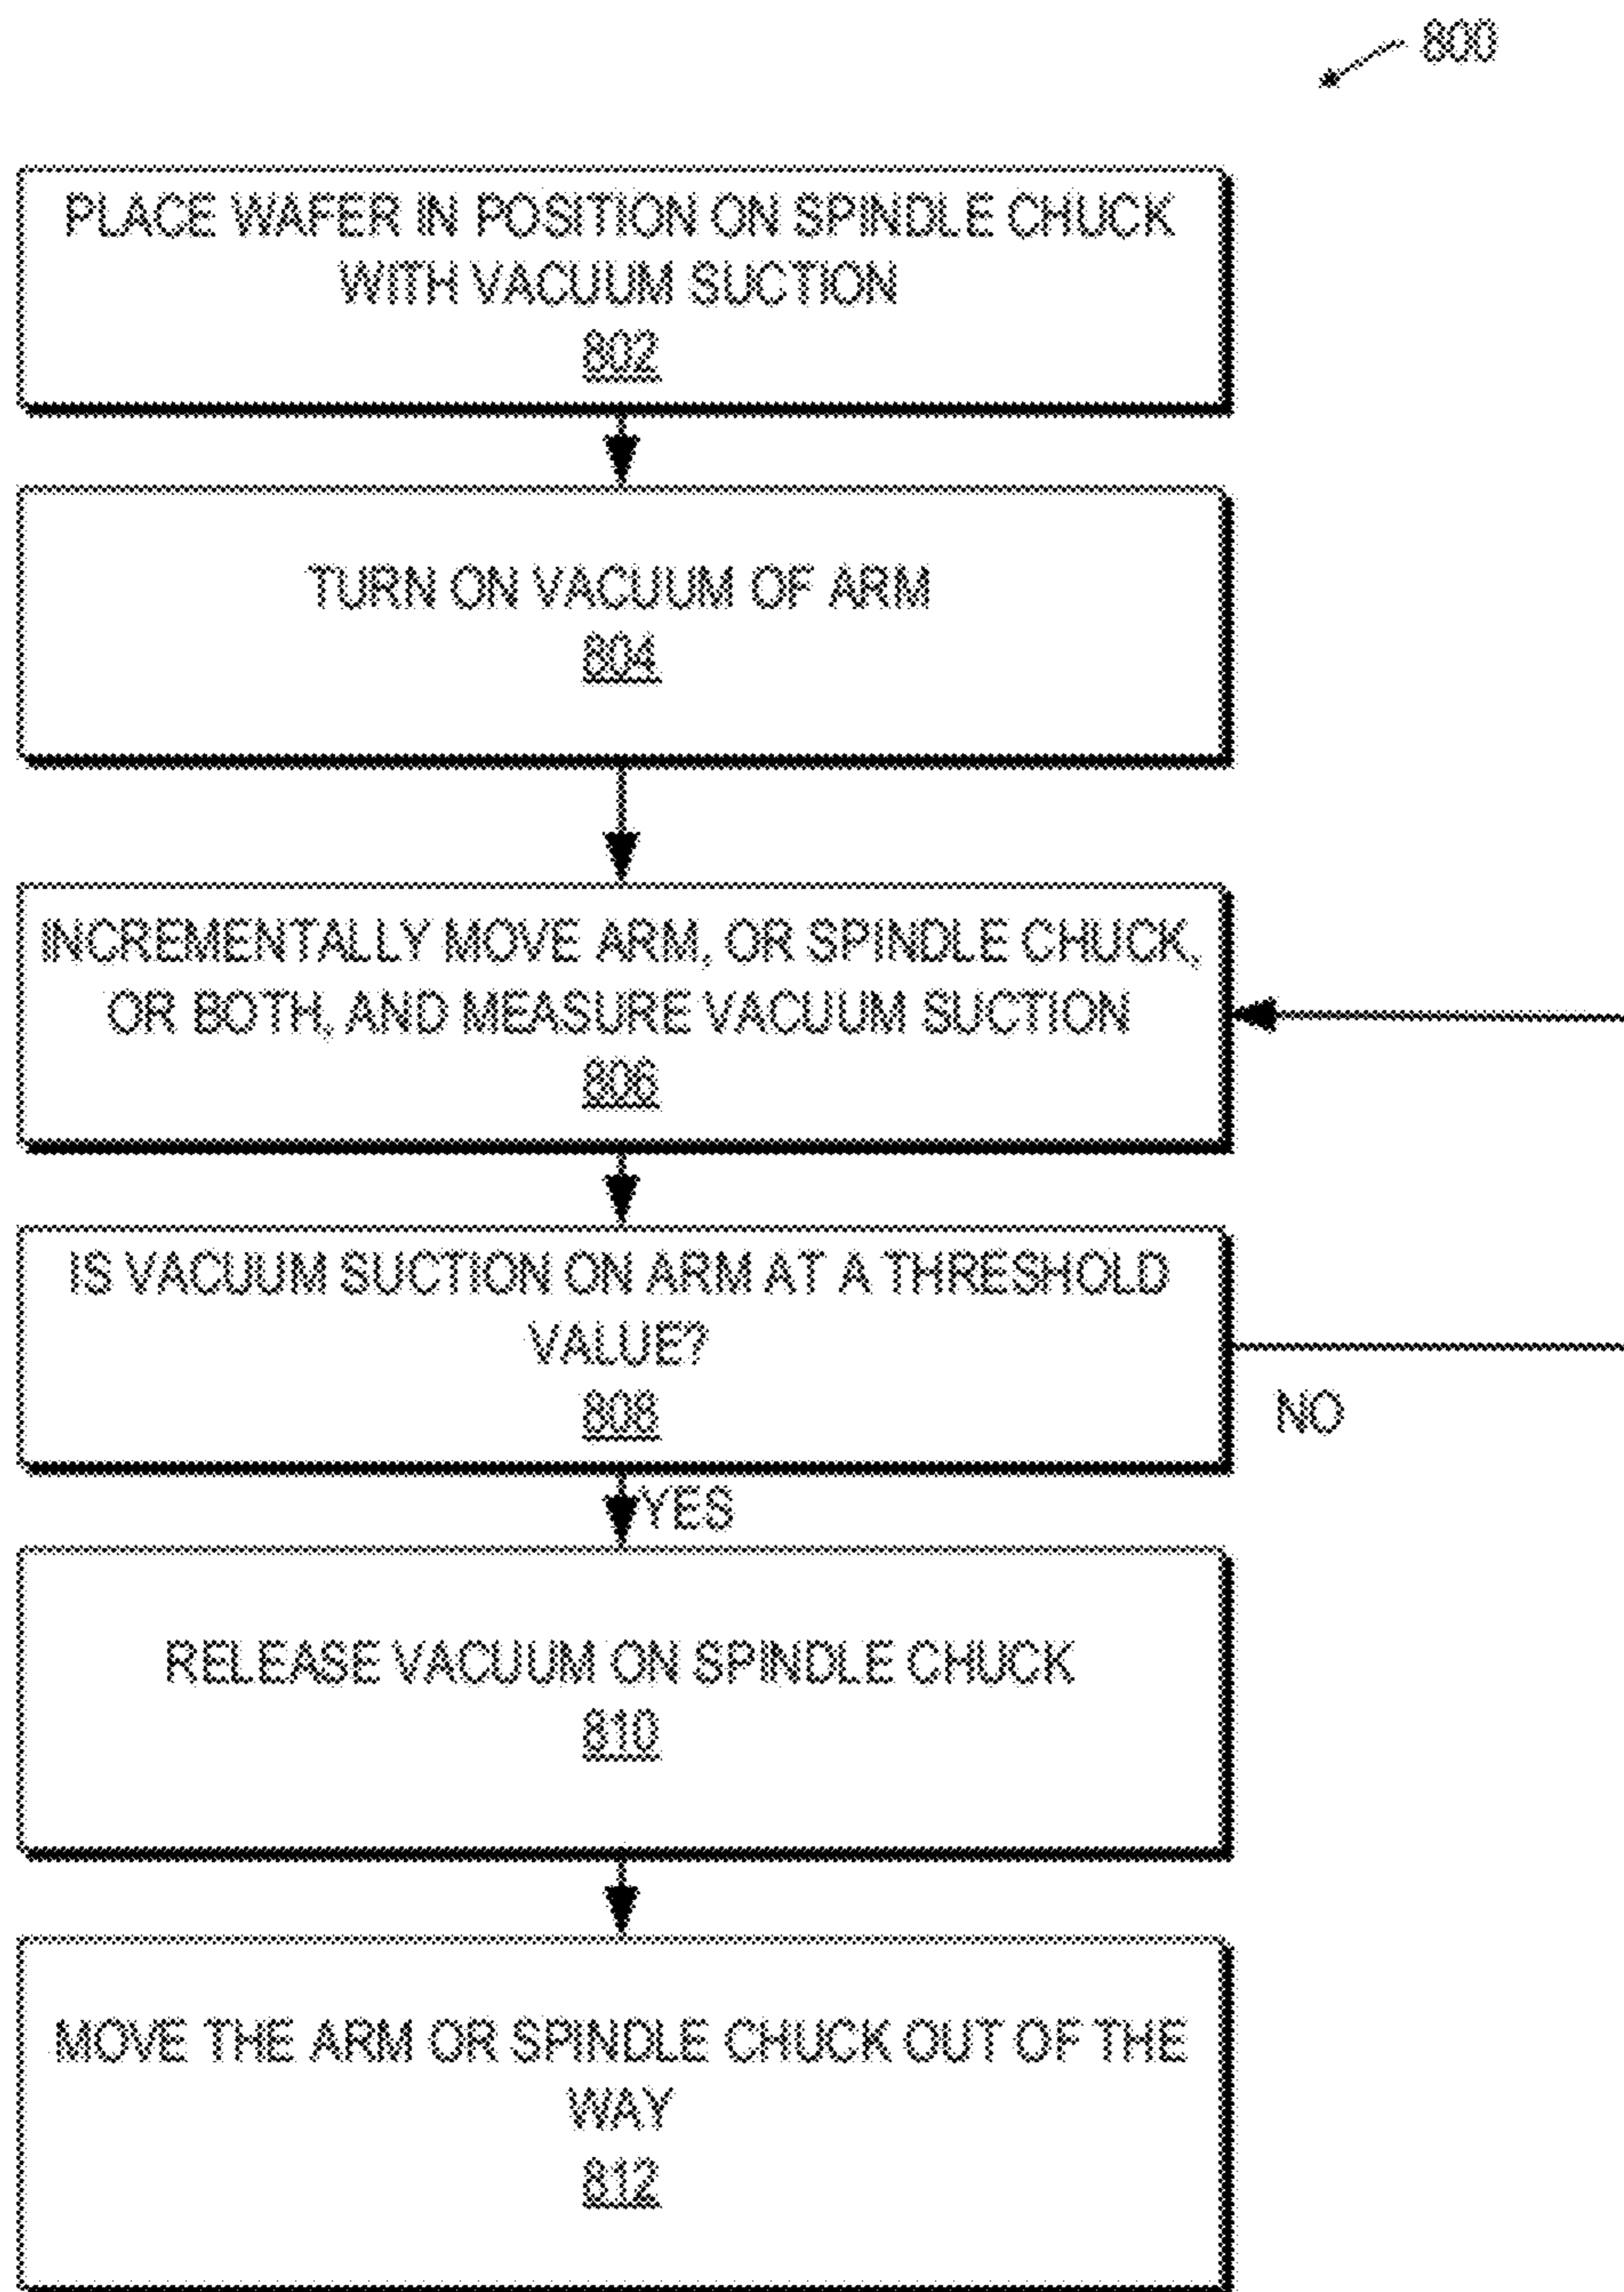 800
PLACE WAFER IN POSITION ON SPINDLE CHUCK
WITH VACUUM SUCTION
802
TURN ON VACUUM OF ARM
804
INCREMENTALLY MOVE ARM, OR SPINDLE CHUCK,
OR BOTH, AND MEASURE VACUUM SUCTION
806
IS VACUUM SUCTION ON ARM AT A THRESHOLD
VALUE?
808
NO
YES
RELEASE VACUUM ON SPINDLE CHUCK
810
MOVE THE ARM OR SPINDLE CHUCK OUT OF THE
WAY
812